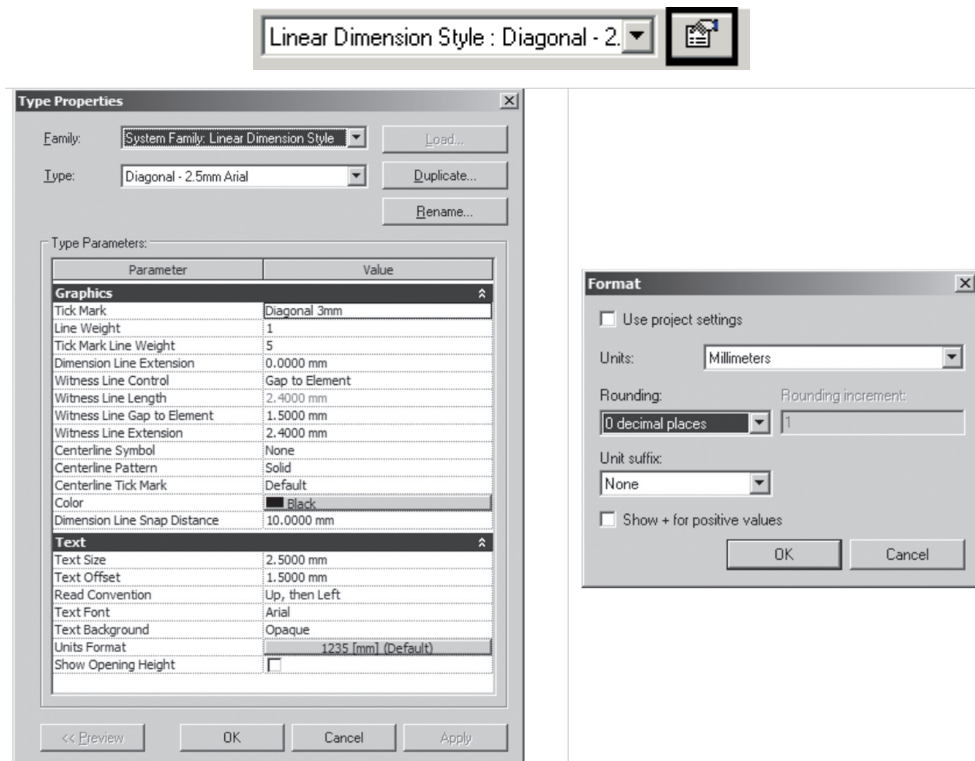 Linear Dimension Style : Diagonal - 2.
Type Properties
Family: System Family: Linear Dimension Style Load...
Type: Diagonal - 2.5mm Arial Duplicate...
Rename...
Type Parameters:
Parameter Value
Graphics
Tick Mark Diagonal 3mm
Line Weight 1
Tick Mark Line Weight 5
Dimension Line Extension 0.0000 mm
Witness Line Control Gap to Element
Witness Line Length 2.4000 mm
Witness Line Gap to Element 1.5000 mm
Witness Line Extension 2.4000 mm
Centerline Symbol None
Centerline Pattern Solid
Centerline Tick Mark Default
Color Black
Dimension Line Snap Distance 10.0000 mm
Text
Text Size 2.5000 mm
Text Offset 1.5000 mm
Read Convention Up, then Left
Text Font Arial
Text Background Opaque
Units Format 1235 [mm] (Default)
Show Opening Height
<< Preview OK Cancel Apply
Format
Use project settings
Units: Millimeters
Rounding: Rounding increment:
0 decimal places 1
Unit suffix:
None
Show + for positive values
OK Cancel